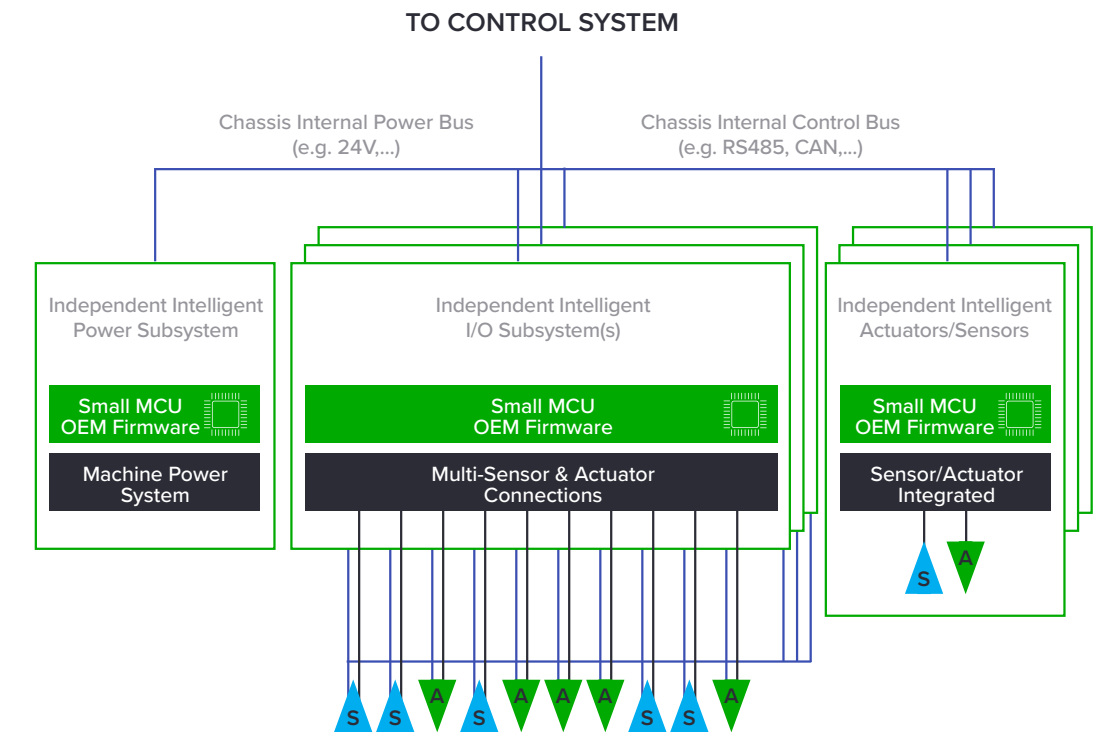 TO CONTROL SYSTEM
Chassis Internal Power Bus
(e.g. 24V,...)
Chassis Internal Control Bus
(e.g. RS485, CAN,...)
Independent Intelligent
Power Subsystem
Small MCU
OEM Firmware
Machine Power
System
Independent Intelligent
I/O Subsystem(s)
Small MCU
OEM Firmware
Multi-Sensor & Actuator
Connections
Independent Intelligent
Actuators/Sensors
Small MCU
OEM Firmware
Sensor/Actuator
Integrated
S
A
S
S
A
S
A
A
A
S
S
A